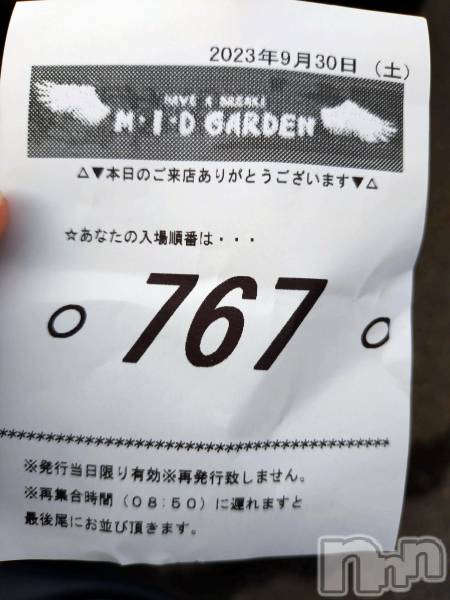 2023年9月30日 (土)
HAVE A BREAK!
M・I・D GARDEN
△▼本日のご来店ありがとうございます▼△
☆あなたの入場順番は・・・
○ 767 ○
*******************************************
※発行当日限り有効※再発行致しません。
※再集合時間（08:50）に遅れますと
最後尾にお並び頂きます。
nnn